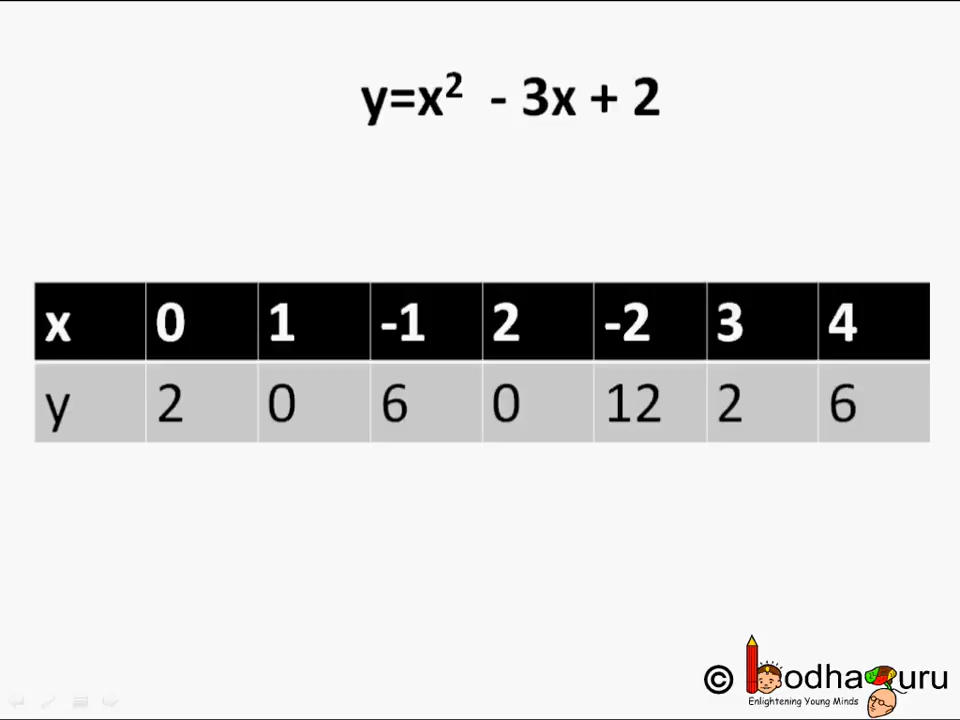 y=x² - 3x + 2
x 0 1 -1 2 -2 3 4
y 2 0 6 0 12 2 6
© bodhaGuru
Enlightening Young Minds